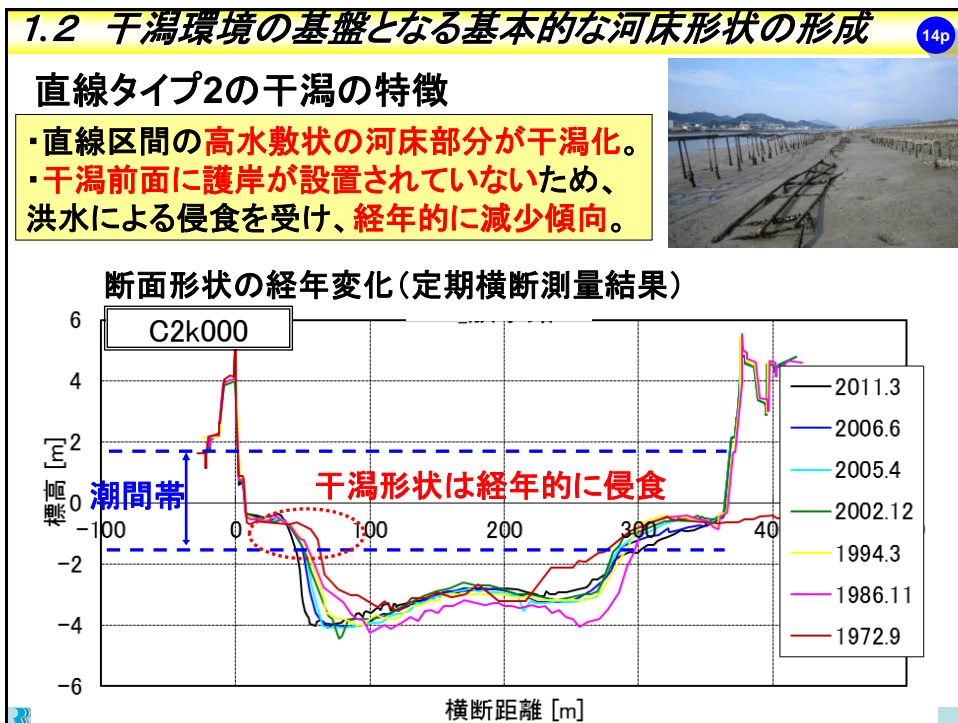 1.2 干潟環境の基盤となる基本的な河床形状の形成
14p
直線タイプ2の干潟の特徴
・直線区間の高水敷状の河床部分が干潟化。
・干潟前面に護岸が設置されていないため、
洪水による侵食を受け、経年的に減少傾向。
断面形状の経年変化(定期横断測量結果)
C2k000
標高 [m]
6
4
2
0
-2
-4
-6
-100
0
100
200
300
潮間帯
干潟形状は経年的に侵食
2011.3
2006.6
2005.4
2002.12
1994.3
1986.11
1972.9
横断距離 [m]